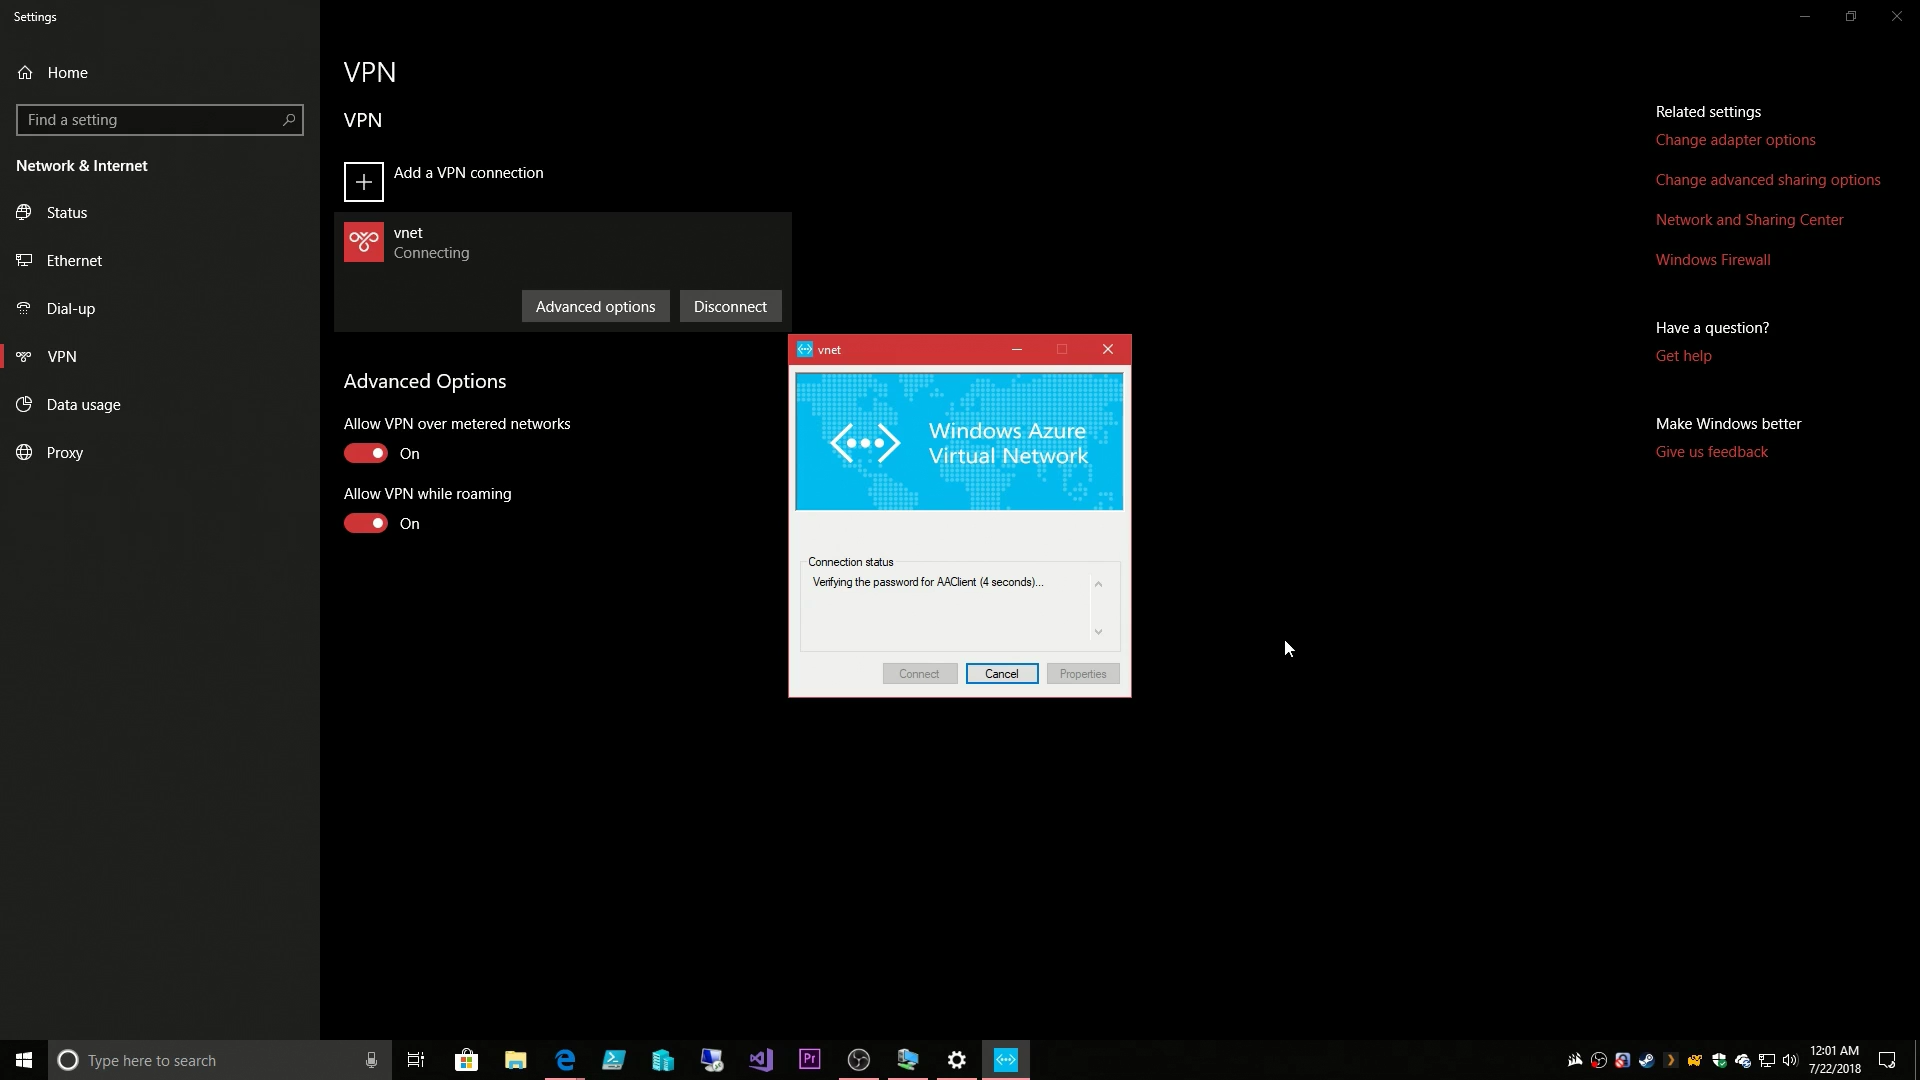 Settings
Home
Find a setting
Network & Internet
Status
Ethernet
Dial-up
VPN
Data usage
Proxy
VPN
VPN
Add a VPN connection
vnet
Connecting
Advanced options
Disconnect
Advanced Options
Allow VPN over metered networks
On
Allow VPN while roaming
On
vnet
Windows Azure
Virtual Network
Connection status
Verifying the password for AAClient (4 seconds)...
Connect
Cancel
Properties
Related settings
Change adapter options
Change advanced sharing options
Network and Sharing Center
Windows Firewall
Have a question?
Get help
Make Windows better
Give us feedback
Type here to search
Pr
12:01 AM
7/22/2018